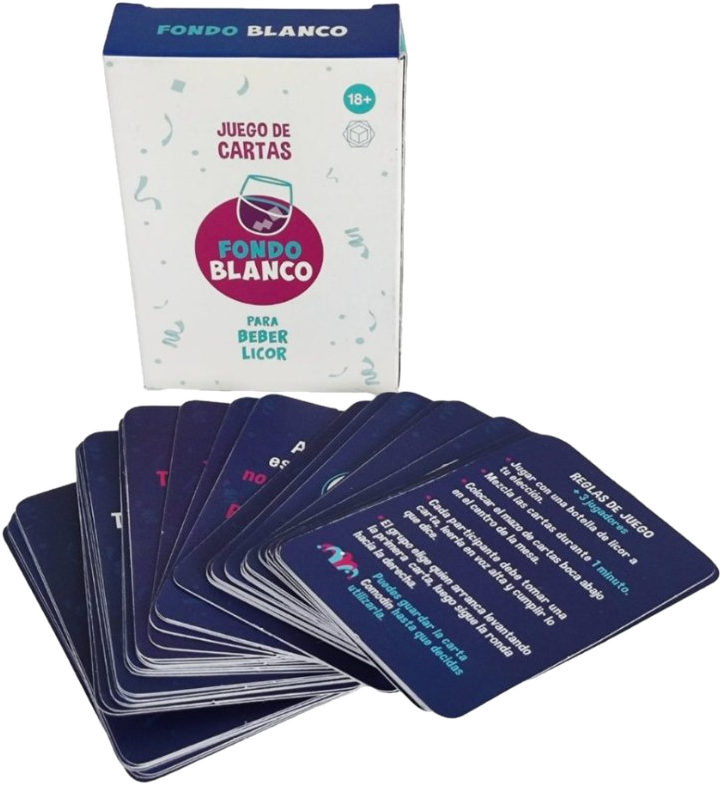 FONDO BLANCO
18+
JUEGO DE
CARTAS
FONDO
BLANCO
PARA
BEBER
LICOR
T
es
no
REGLAS DE JUEGO
+ 3 jugadores
* Jugar con una botella de licor a
tu elección.
* Mezcla las cartas durante 1 minuto.
* Colocar el mazo de cartas boca abajo
en el centro de la mesa.
* Cada participante debe tomar una
carta, leerla en voz alta y cumplir lo
que dice.
* El grupo elige quien arranca levantando
la primera carta, luego sigue la ronda
hacia la derecha.
Puedes guardar la carta
Comodín hasta que decidas
utilizarla.